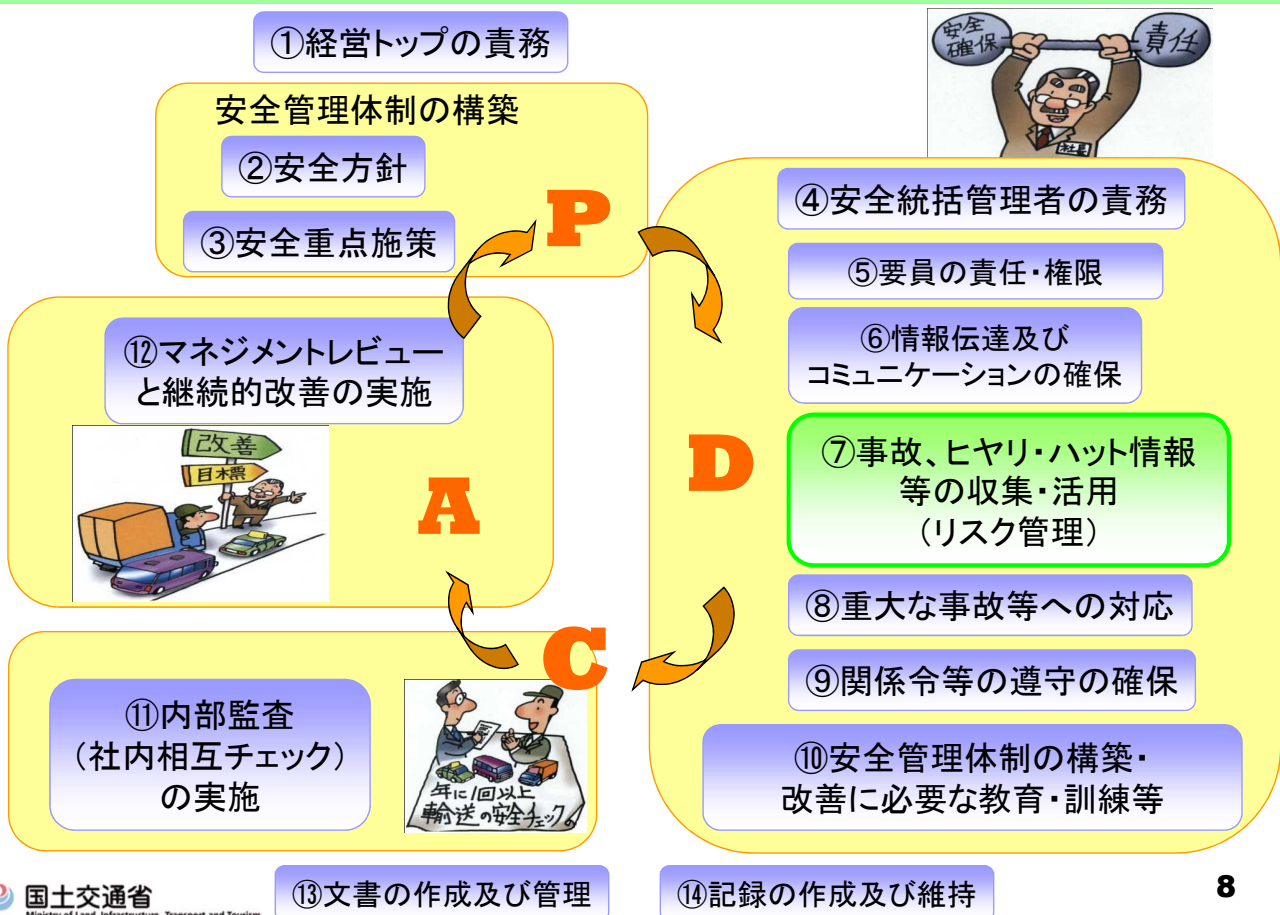 ①経営トップの責務
安全管理体制の構築
②安全方針
③安全重点施策
P
安全
確保
責任
社長
④安全統括管理者の責務
⑤要員の責任・権限
⑥情報伝達及び
コミュニケーションの確保
⑦事故、ヒヤリ・ハット情報
等の収集・活用
(リスク管理)
⑧重大な事故等への対応
⑨関係令等の遵守の確保
⑩安全管理体制の構築・
改善に必要な教育・訓練等
D
C
⑪内部監査
(社内相互チェック)
の実施
年に1回以上
輸送の安全チェック
A
⑫マネジメントレビュー
と継続的改善の実施
改善
目標
⑬文書の作成及び管理
⑭記録の作成及び維持
国土交通省
Ministry of Land, Infrastructure, Transport and Tourism
8